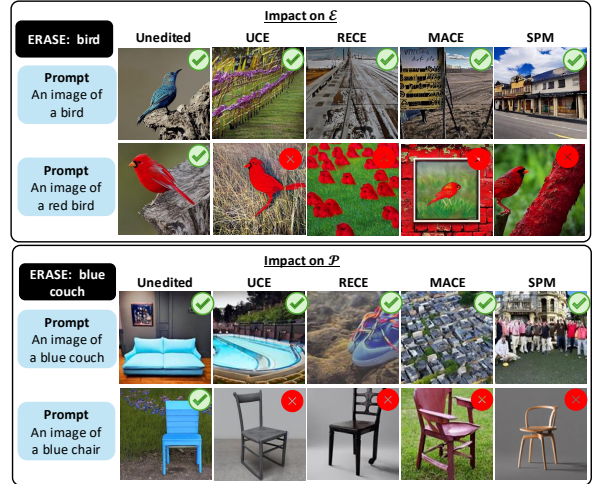 Impact on ℰ
ERASE: bird
Unedited UCE RECE MACE SPM
Prompt
An image of
a bird
Prompt
An image of
a red bird
Impact on 𝒫
ERASE: blue
couch
Unedited UCE RECE MACE SPM
Prompt
An image of
a blue couch
Prompt
An image of
a blue chair